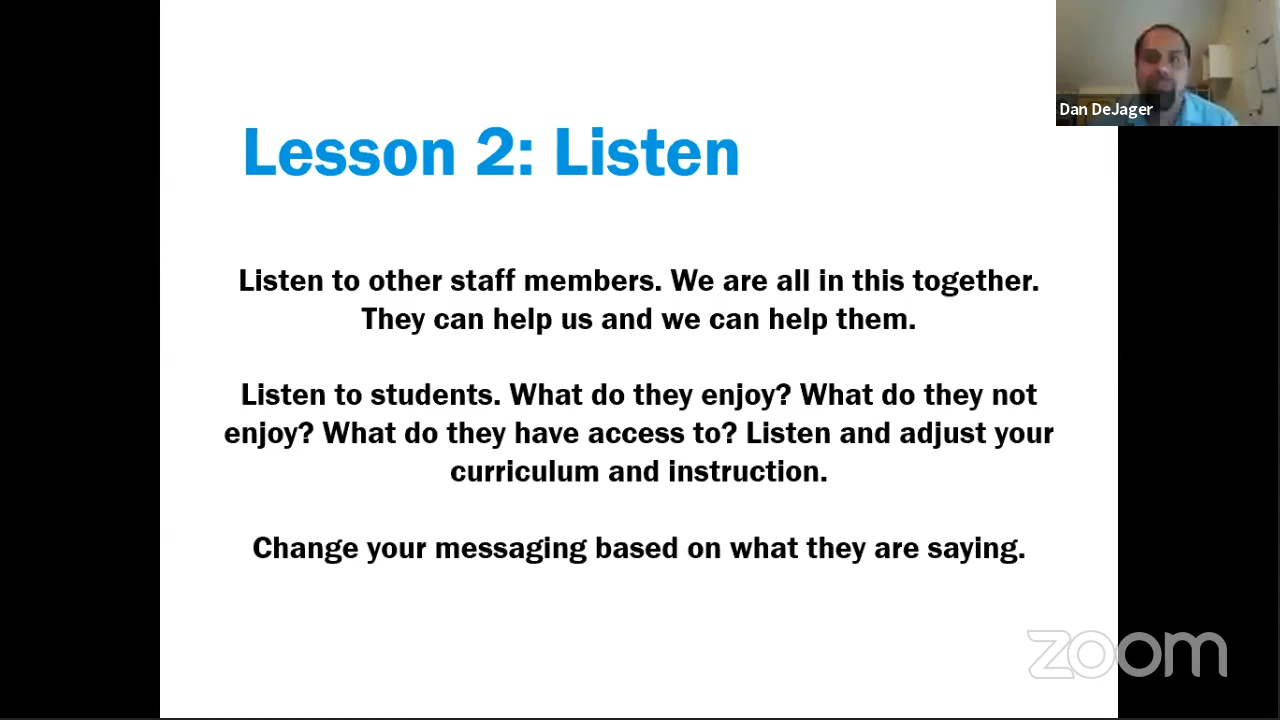 Dan DeJager
Lesson 2: Listen
Listen to other staff members. We are all in this together.
They can help us and we can help them.
Listen to students. What do they enjoy? What do they not
enjoy? What do they have access to? Listen and adjust your
curriculum and instruction.
Change your messaging based on what they are saying.
zoom